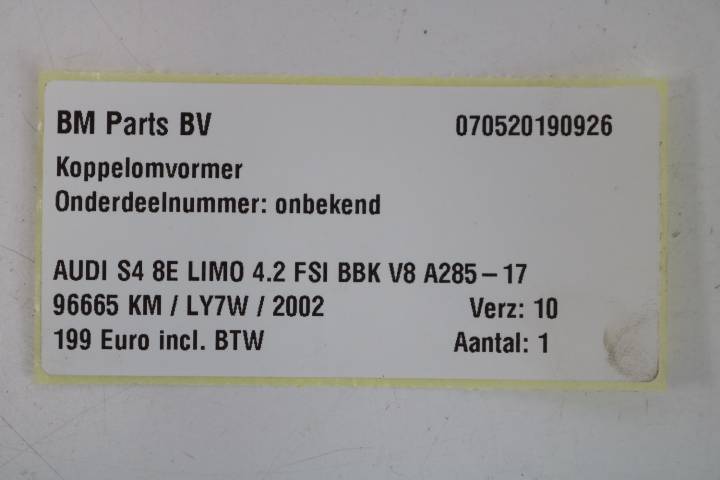 BM Parts BV 070520190926
Koppelomvormer
Onderdeelnummer: onbekend
AUDI S4 8E LIMO 4.2 FSI BBK V8 A285-17
96665 KM / LY7W / 2002 Verz: 10
199 Euro incl. BTW Aantal: 1